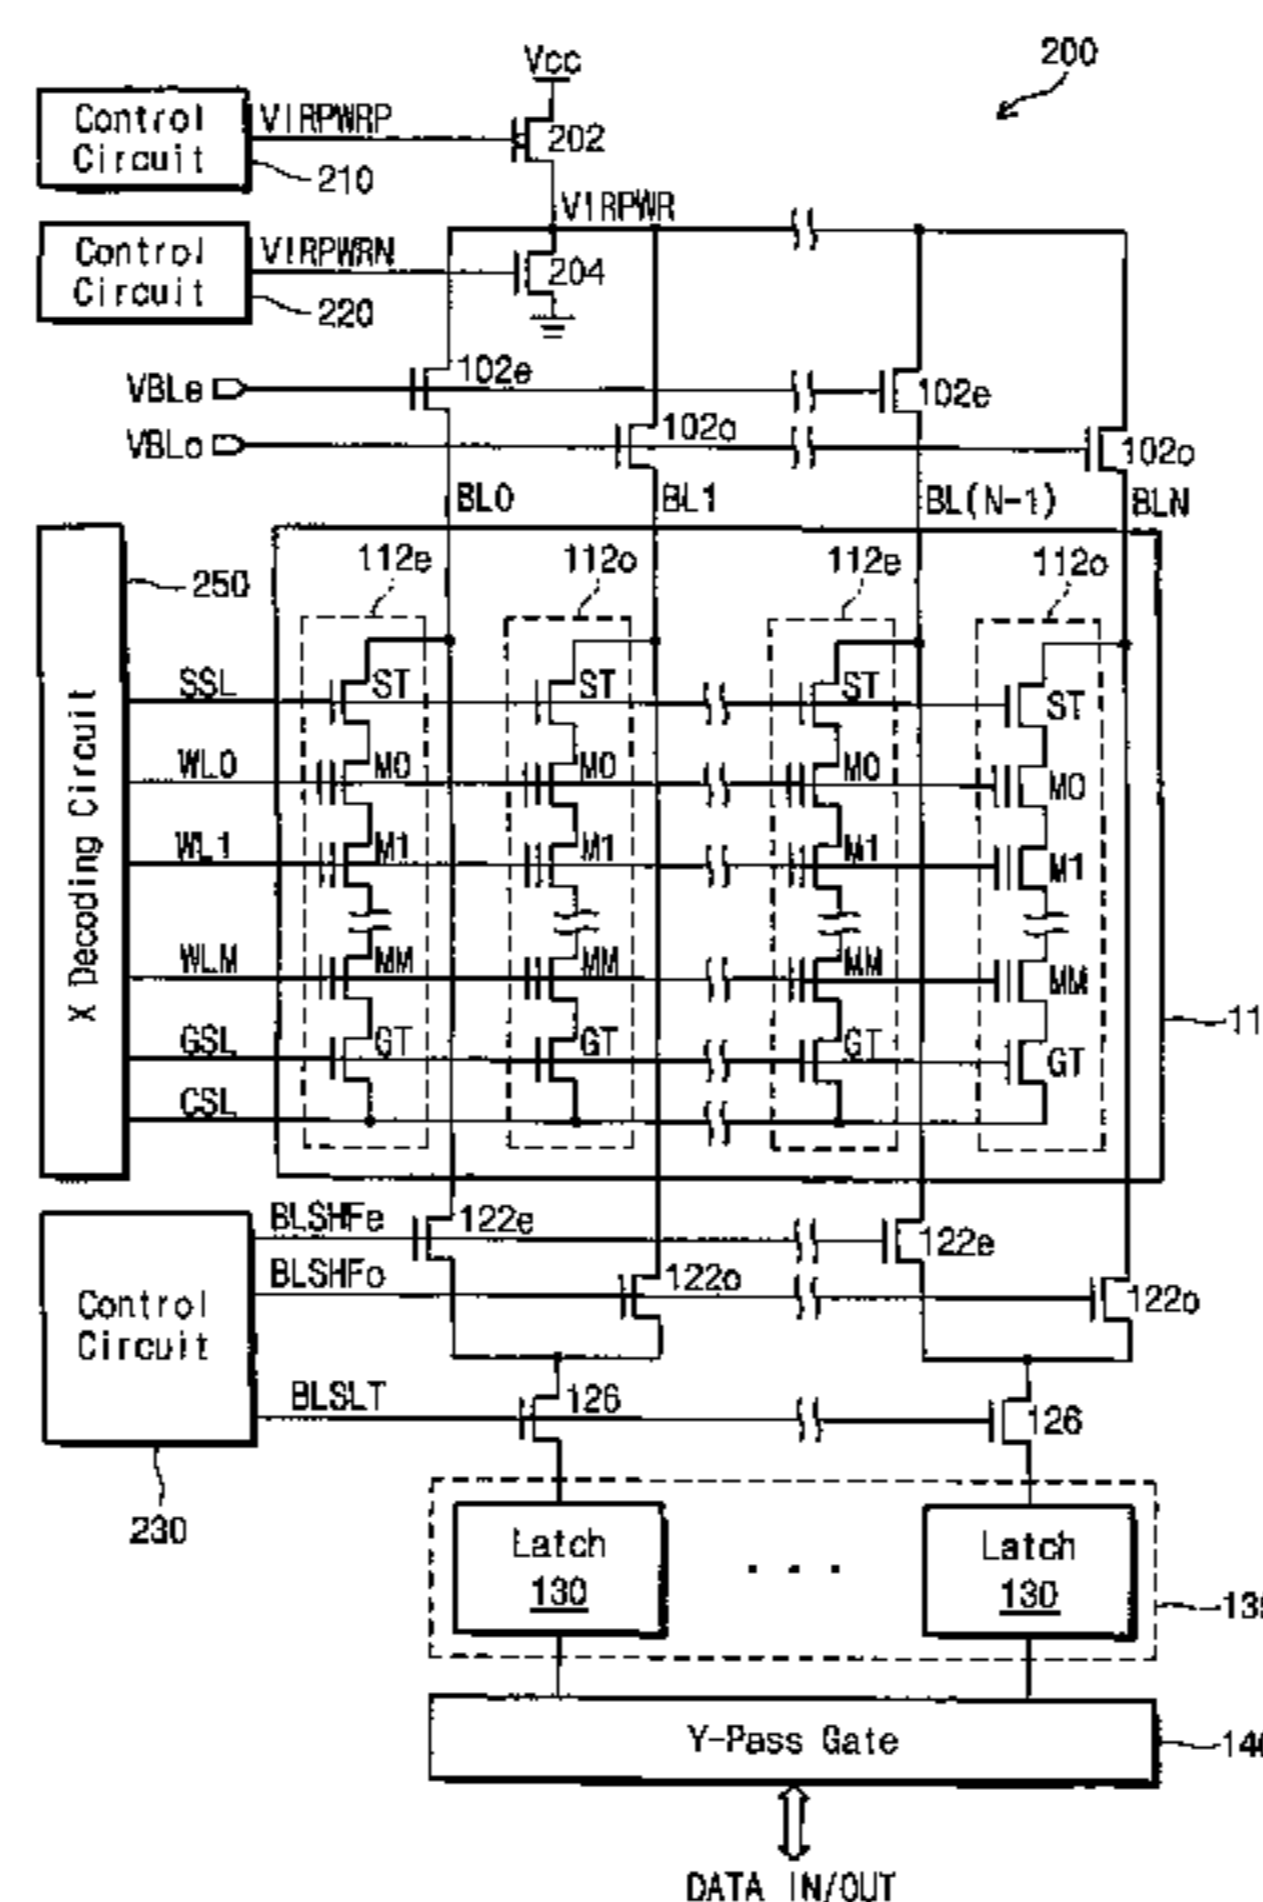 200
Vcc
Control
Circuit
VIRPWRP
202
210
VIRPWR
Control
Circuit
VIRPWRN
204
220
VBLe
102e
102e
VBLo
102o
102o
BL0
BL1
BL(N-1)
BLN
250
112e
112o
112e
112o
X Decoding Circuit
SSL
ST
ST
ST
ST
WL0
M0
M0
M0
M0
WL1
M1
M1
M1
M1
WLM
MM
MM
MM
MM
GSL
GT
GT
GT
GT
11
CSL
Control
Circuit
BLSHFe
122e
122e
BLSHFo
122o
122o
BLSLT
126
126
230
Latch
130
. . .
Latch
130
Y-Pass Gate
DATA IN/OUT